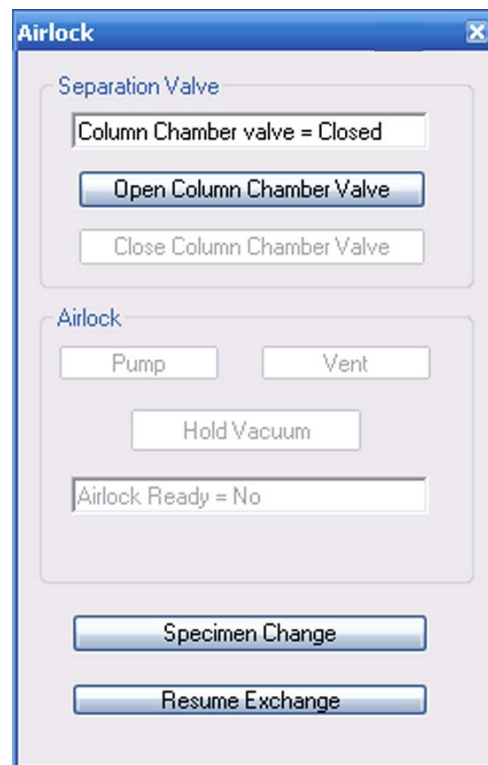 Airlock
Separation Valve
Column Chamber valve = Closed
Open Column Chamber Valve
Close Column Chamber Valve
Airlock
Pump Vent
Hold Vacuum
Airlock Ready = No
Specimen Change
Resume Exchange